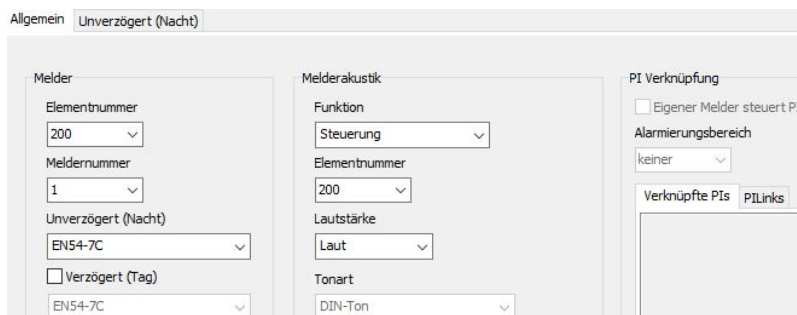 Allgemein
Unverzögert (Nacht)
Melder
Elementnummer
200
Meldernummer
1
Unverzögert (Nacht)
EN54-7C
Verzögert (Tag)
EN54-7C
Melderakustik
Funktion
Steuerung
Elementnummer
200
Lautstärke
Laut
Tonart
DIN-Ton
PI Verknüpfung
Eigener Melder steuert
Alarmierungsbereich
keiner
Verknüpfte PIs
PILinks